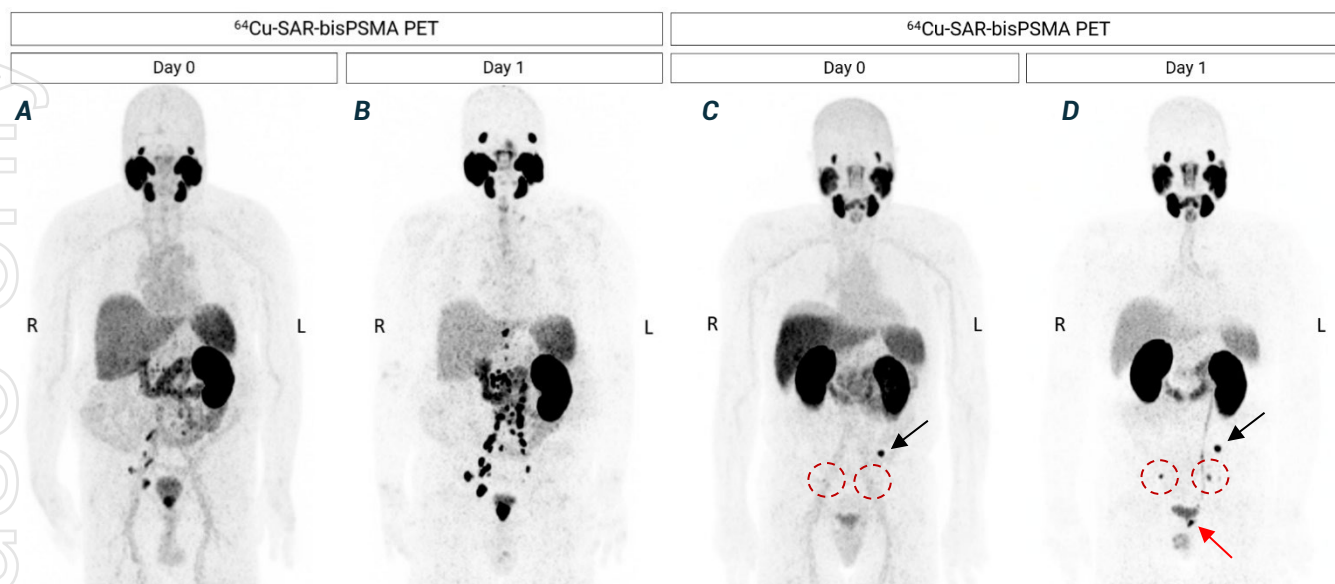 ⁶⁴Cu-SAR-bisPSMA PET
⁶⁴Cu-SAR-bisPSMA PET
Day 0
Day 1
Day 0
Day 1
A
B
C
D
R
L
R
L
R
L
R
L